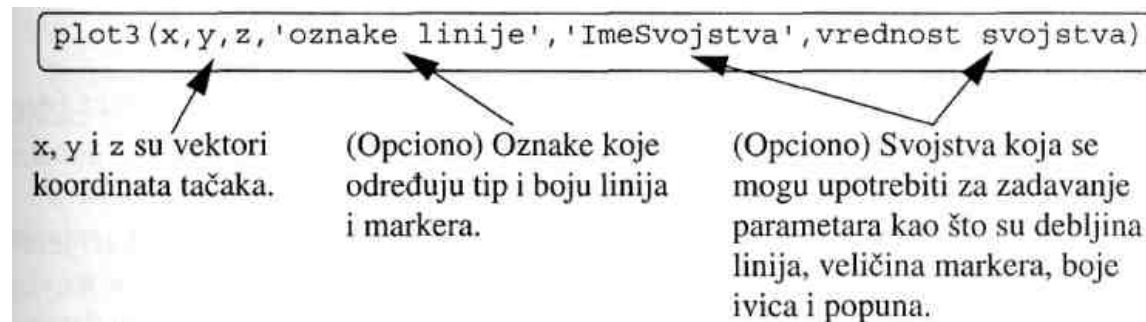 plot3(x,y,z,'oznake linije','ImeSvojstva',vrednost svojstva)
x, y i z su vektori
koordinata tačaka.
(Opciono) Oznake koje
određuju tip i boju linija
i markera.
(Opciono) Svojstva koja se
mogu upotrebiti za zadavanje
parametara kao što su debljina
linija, veličina markera, boje
ivica i popuna.